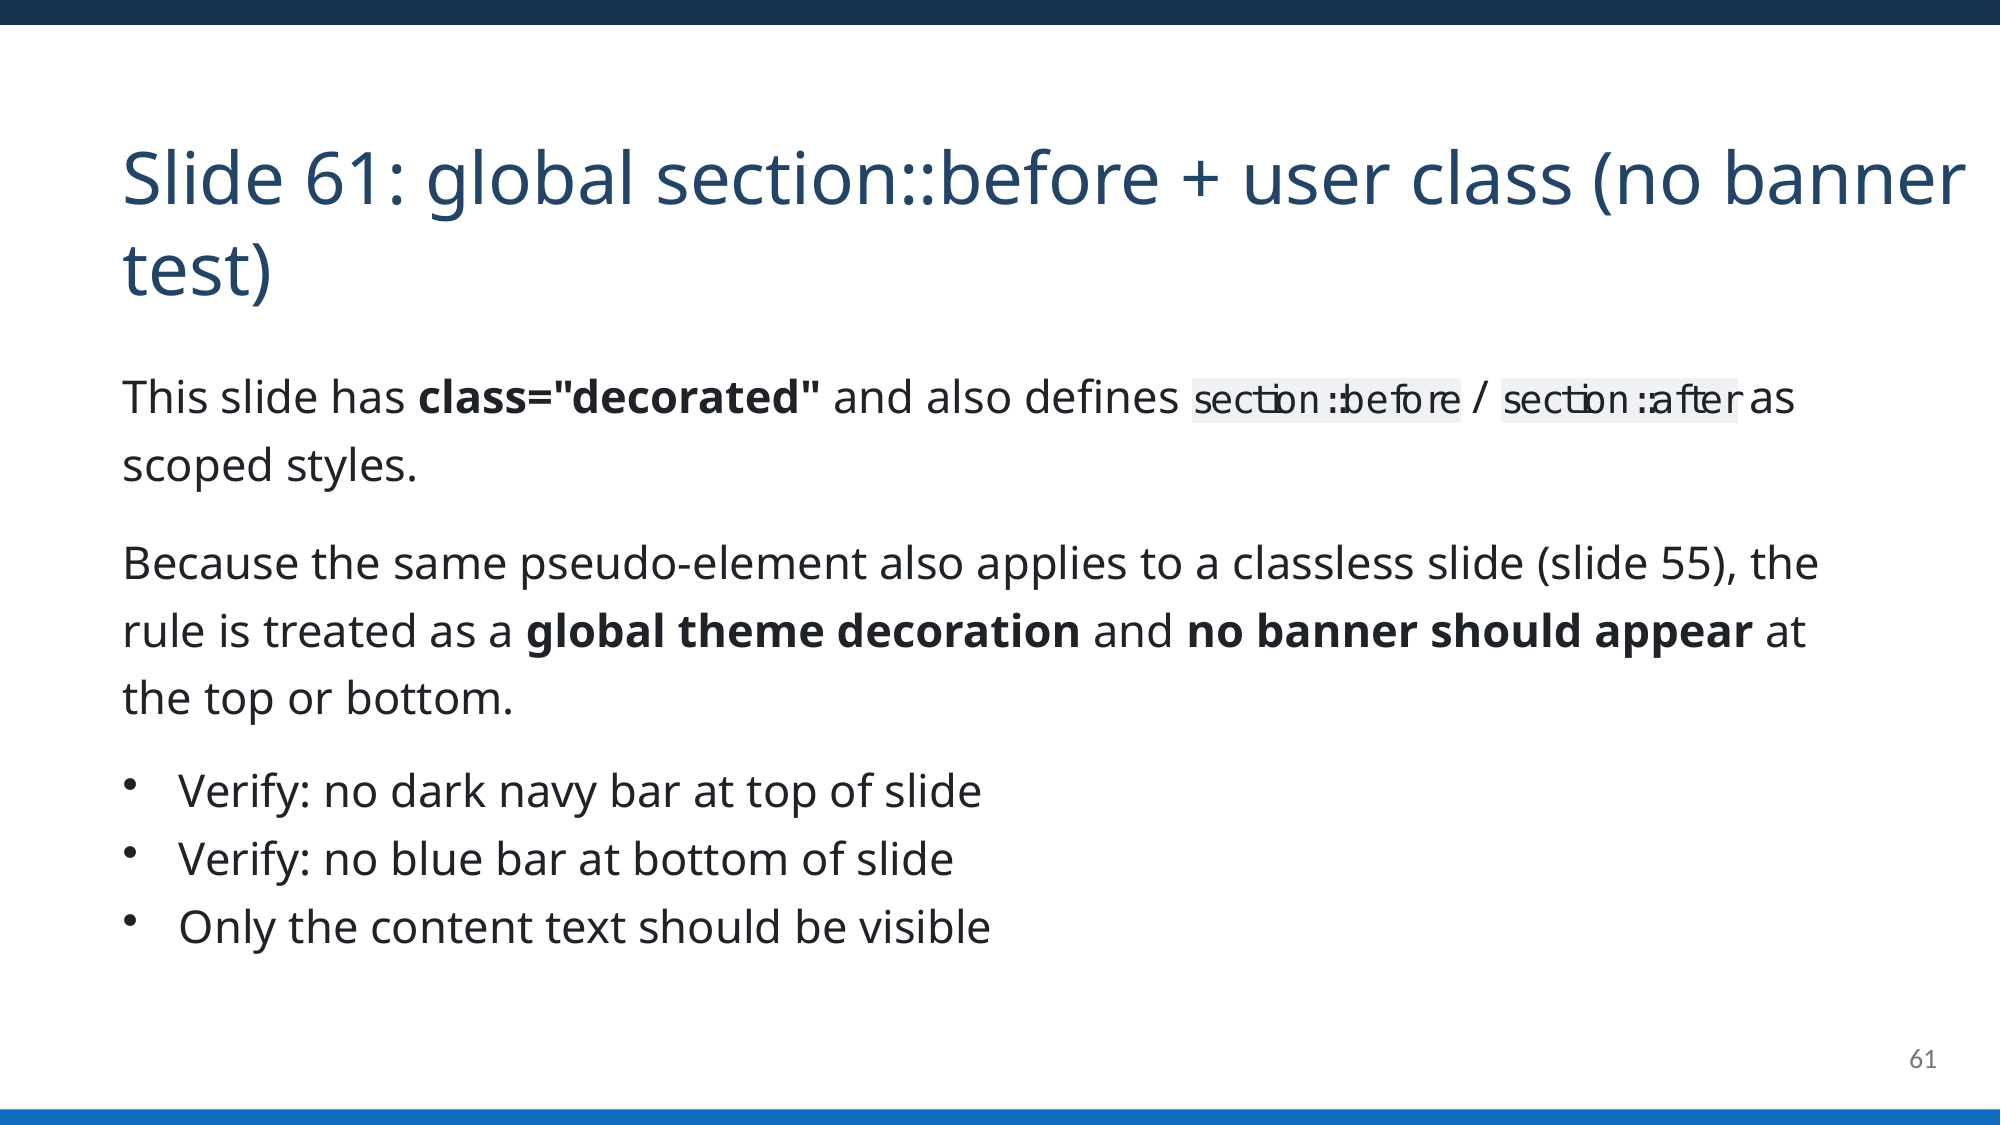 Slide 61: global section::before + user class (no banner
test)
This slide has class="decorated" and also defines section::before / section::after as
scoped styles.
Because the same pseudo-element also applies to a classless slide (slide 55), the
rule is treated as a global theme decoration and no banner should appear at
the top or bottom.
• Verify: no dark navy bar at top of slide
• Verify: no blue bar at bottom of slide
• Only the content text should be visible
61